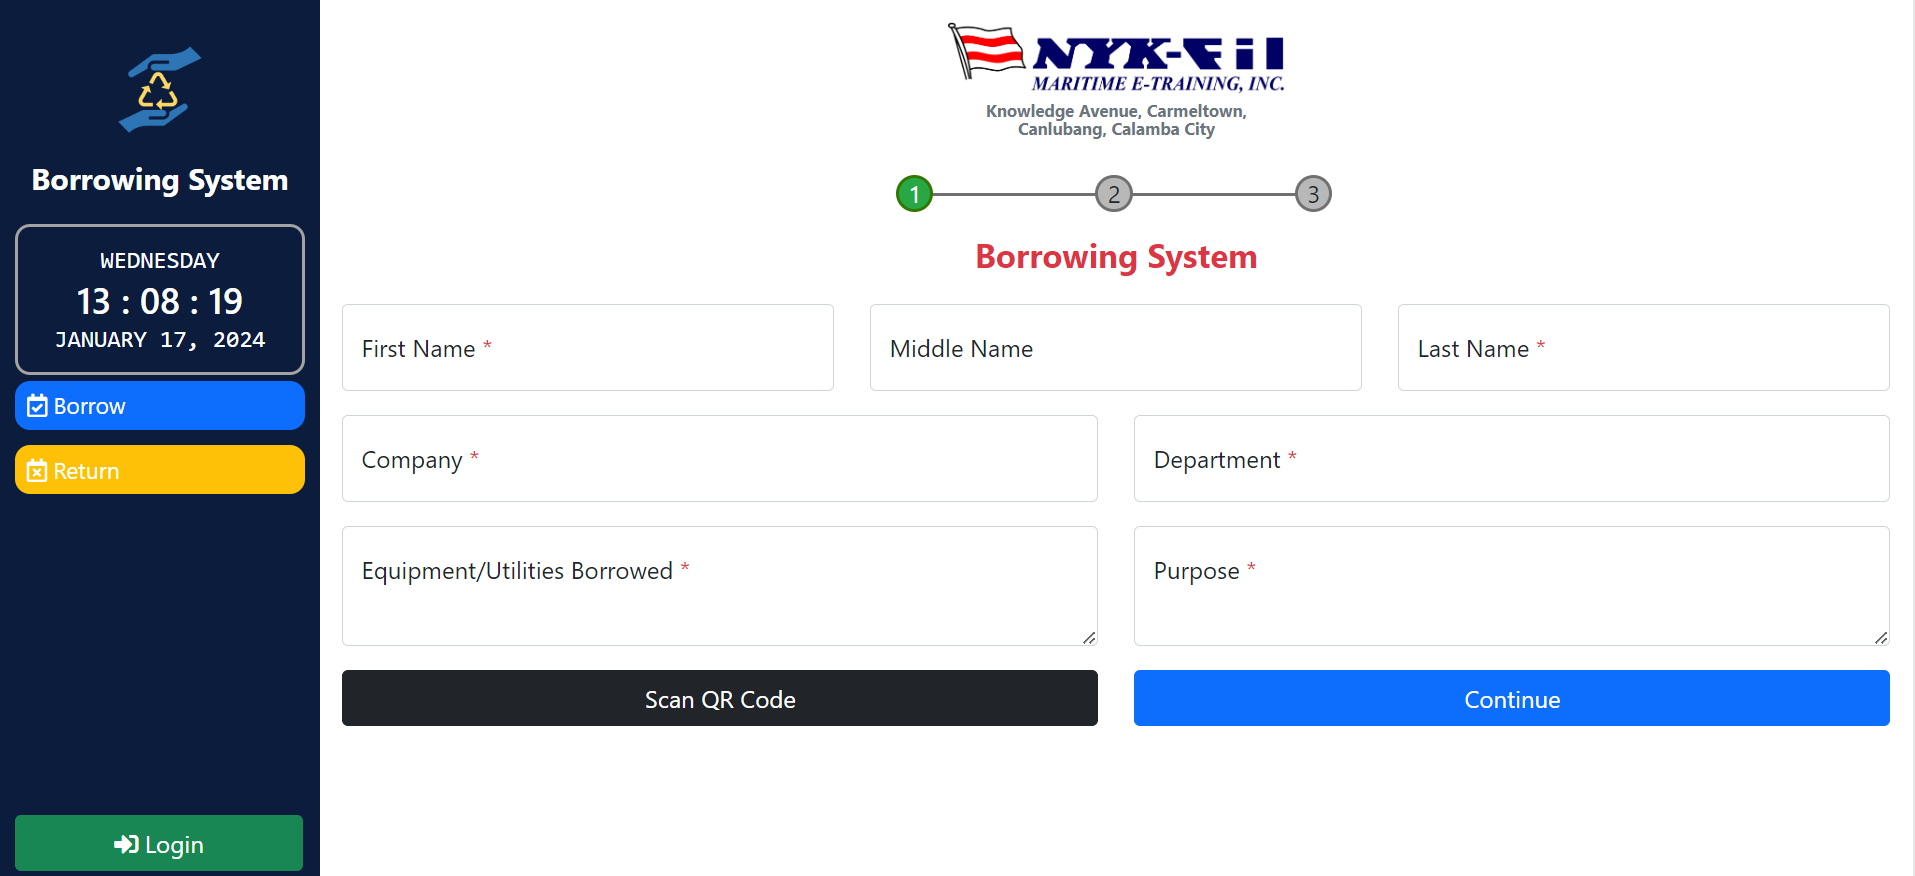 Borrowing System
WEDNESDAY
13 : 08 : 19
JANUARY 17, 2024
Borrow
Return
Login
NYK-Fil
MARITIME E-TRAINING, INC.
Knowledge Avenue, Carmeltown,
Canlubang, Calamba City
1 2 3
Borrowing System
First Name * Middle Name Last Name *
Company * Department *
Equipment/Utilities Borrowed * Purpose *
Scan QR Code Continue